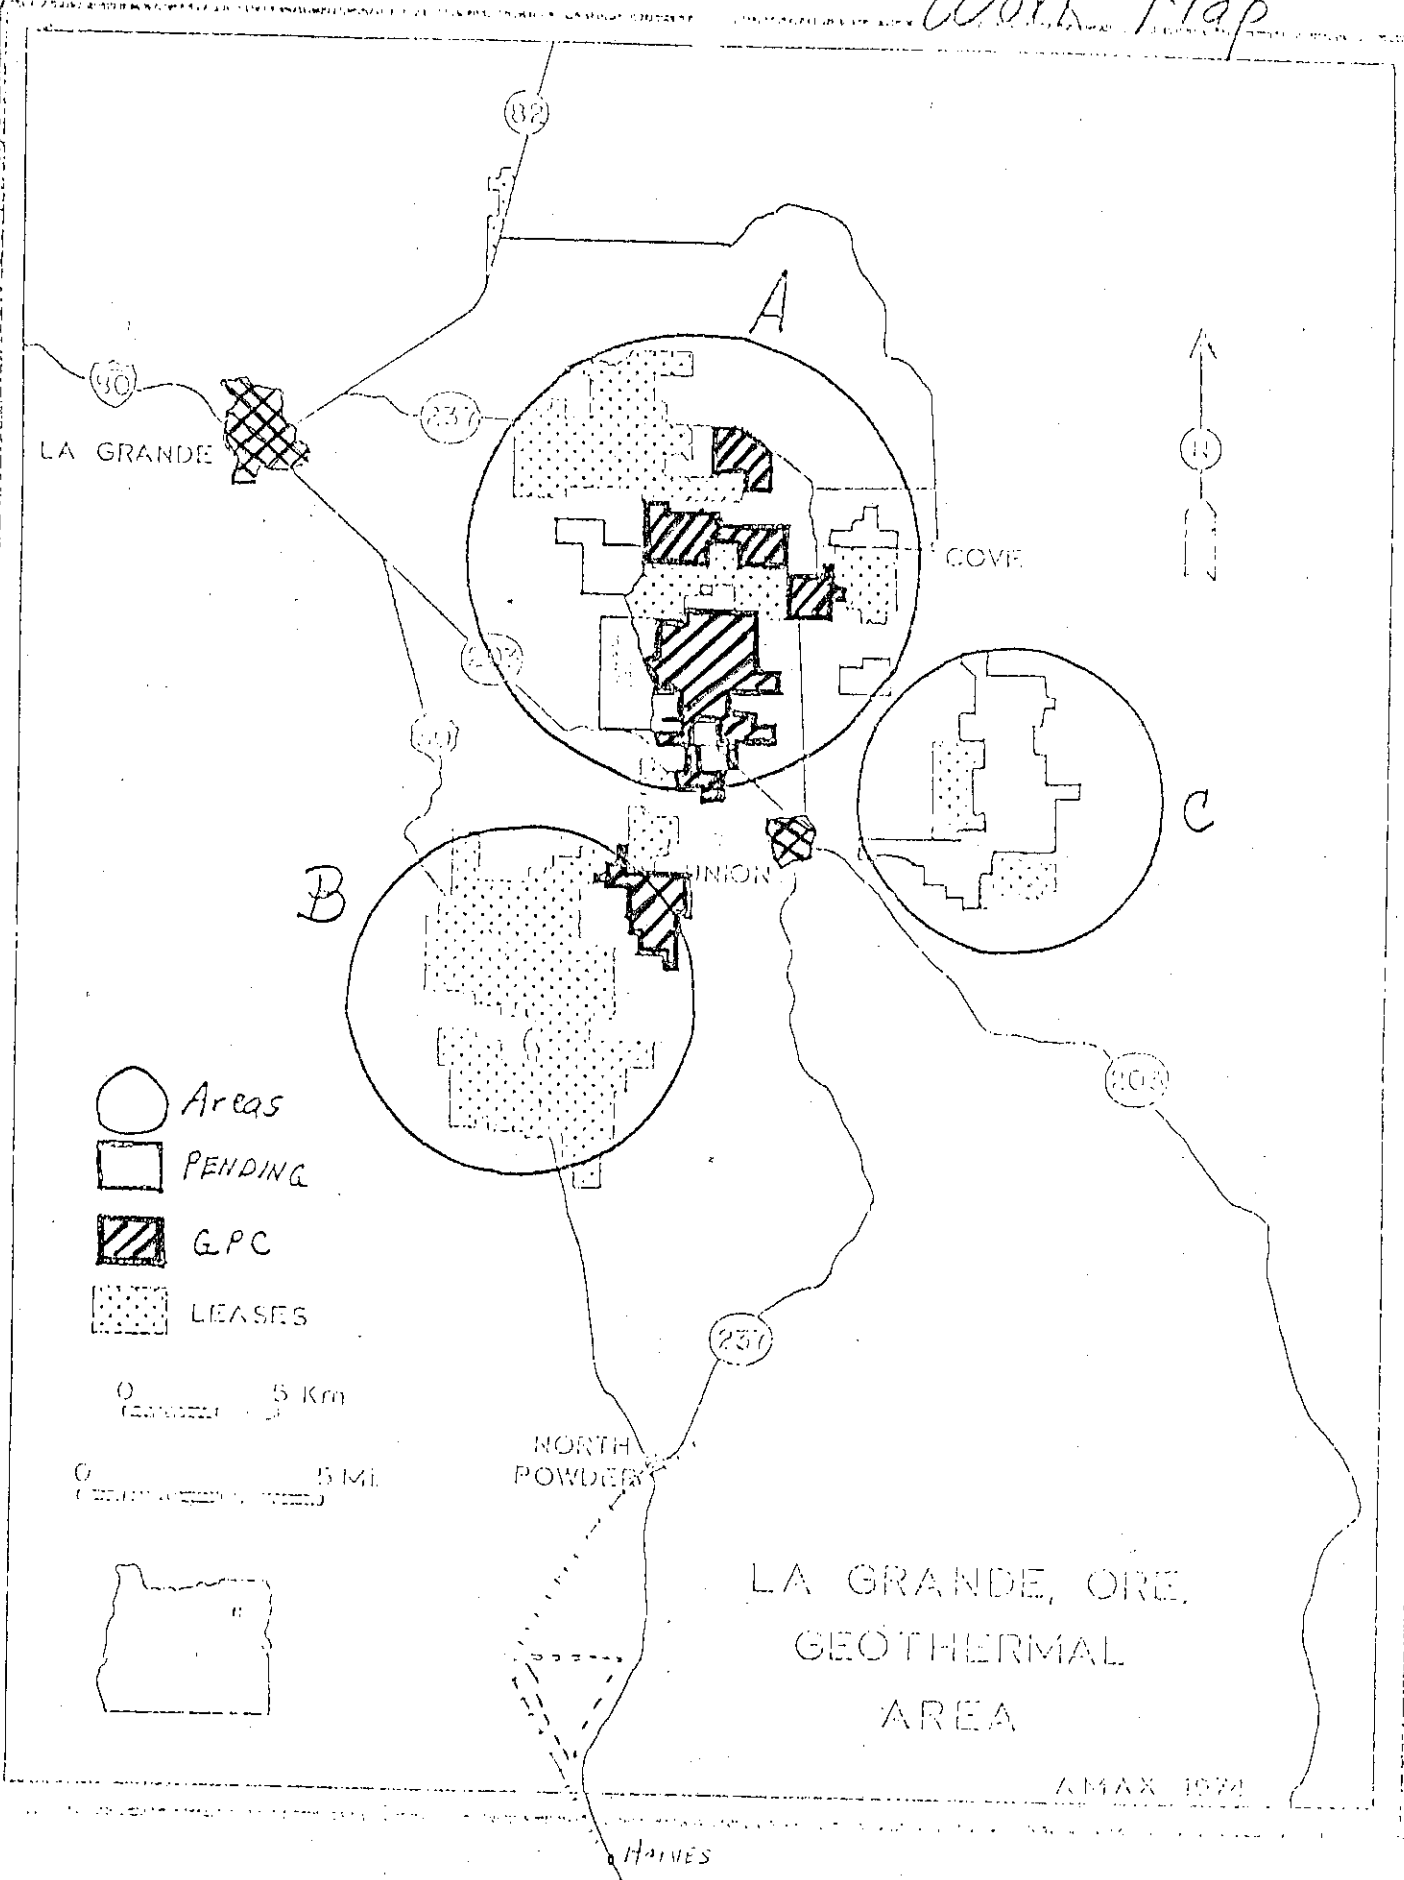 Work Map
82
A
80
237
LA GRANDE
N
COVE
203
80
C
B
UNION
203
Areas
PENDING
GPC
LEASES
0 5 Km
237
0 5 Mi.
NORTH
POWDER
LA GRANDE, ORE.
GEOTHERMAL
AREA
AMAX 1974
HAINES